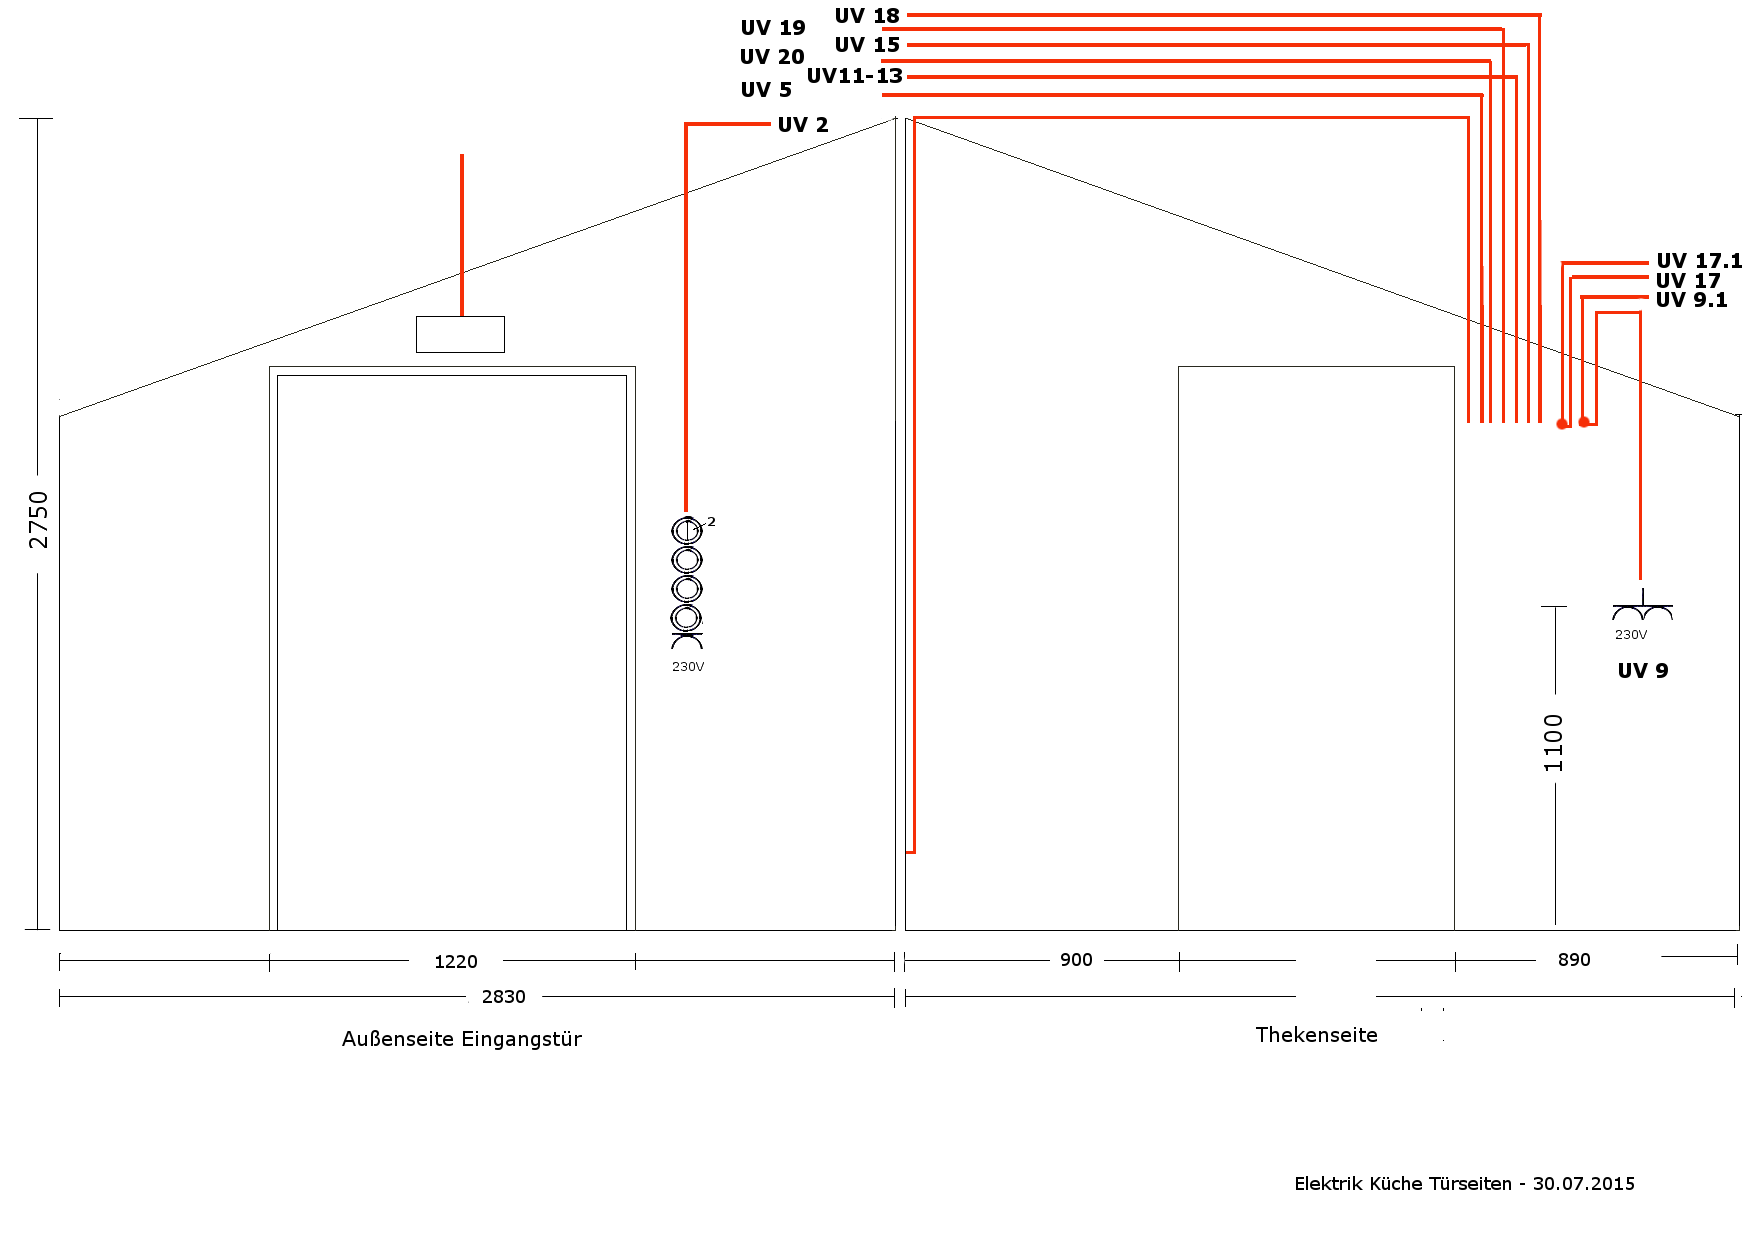 UV 18
UV 19
UV 15
UV 20
UV11-13
UV 5
UV 2
UV 17.1
UV 17
UV 9.1
2750
2
230V
230V
UV 9
1100
1220
900
890
2830
Außenseite Eingangstür
Thekenseite
Elektrik Küche Türseiten - 30.07.2015